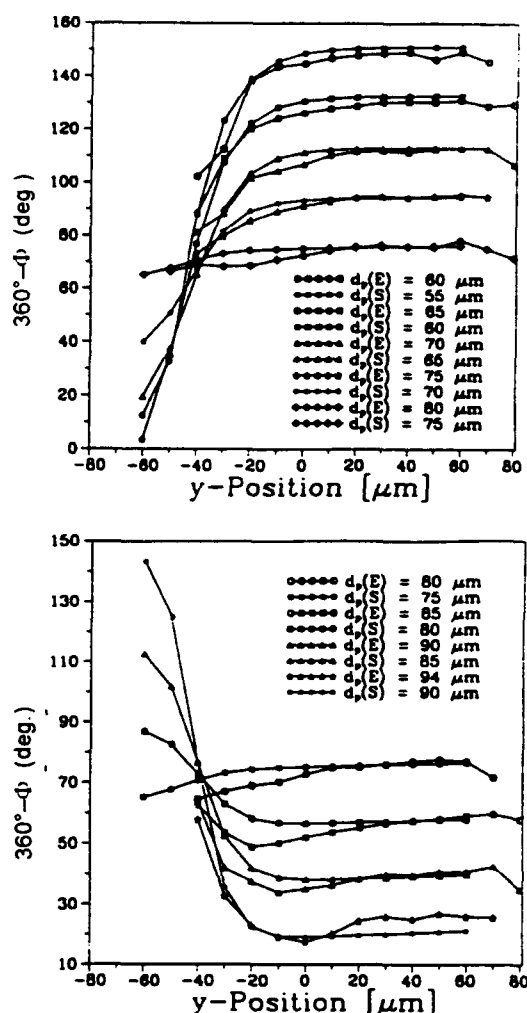 160
140
120
100
80
60
40
20
0
360°-Φ (deg)
d_p(E) = 60 μm
d_p(S) = 55 μm
d_p(E) = 65 μm
d_p(S) = 60 μm
d_p(E) = 70 μm
d_p(S) = 65 μm
d_p(E) = 75 μm
d_p(S) = 70 μm
d_p(E) = 80 μm
d_p(S) = 75 μm
-80 -60 -40 -20 0 20 40 60 80
y-Position [μm]
150
130
110
90
70
50
30
10
360°-Φ (deg.)
d_p(E) = 80 μm
d_p(S) = 75 μm
d_p(E) = 85 μm
d_p(S) = 80 μm
d_p(E) = 90 μm
d_p(S) = 85 μm
d_p(E) = 94 μm
d_p(S) = 90 μm
-80 -60 -40 -20 0 20 40 60 80
y-Position [μm]